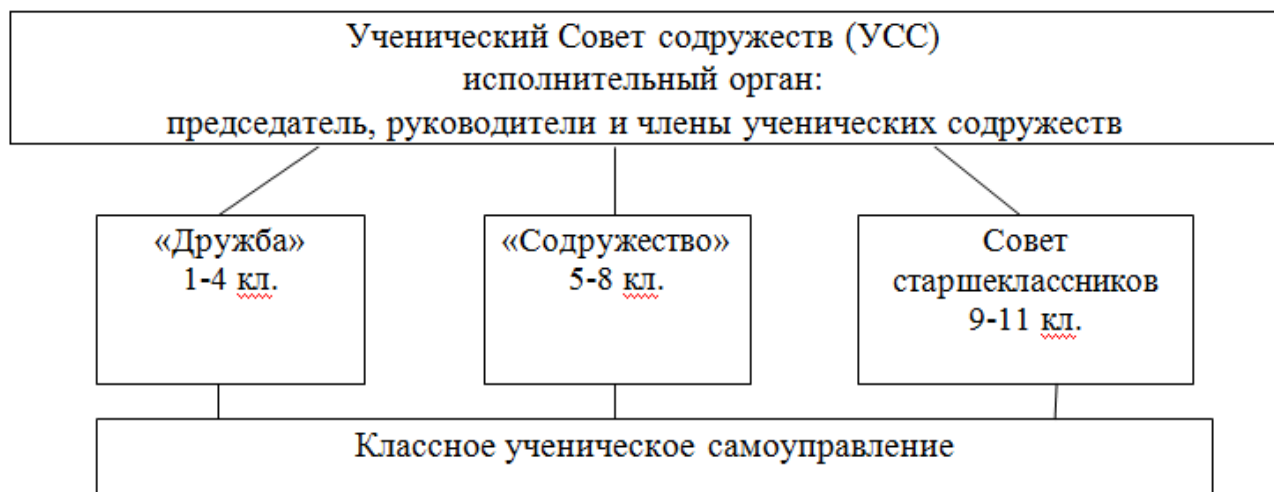 Ученический Совет содружеств (УСС)
исполнительный орган:
председатель, руководители и члены ученических содружеств
«Дружба»
1-4 кл.
«Содружество»
5-8 кл.
Совет
старшеклассников
9-11 кл.
Классное ученическое самоуправление